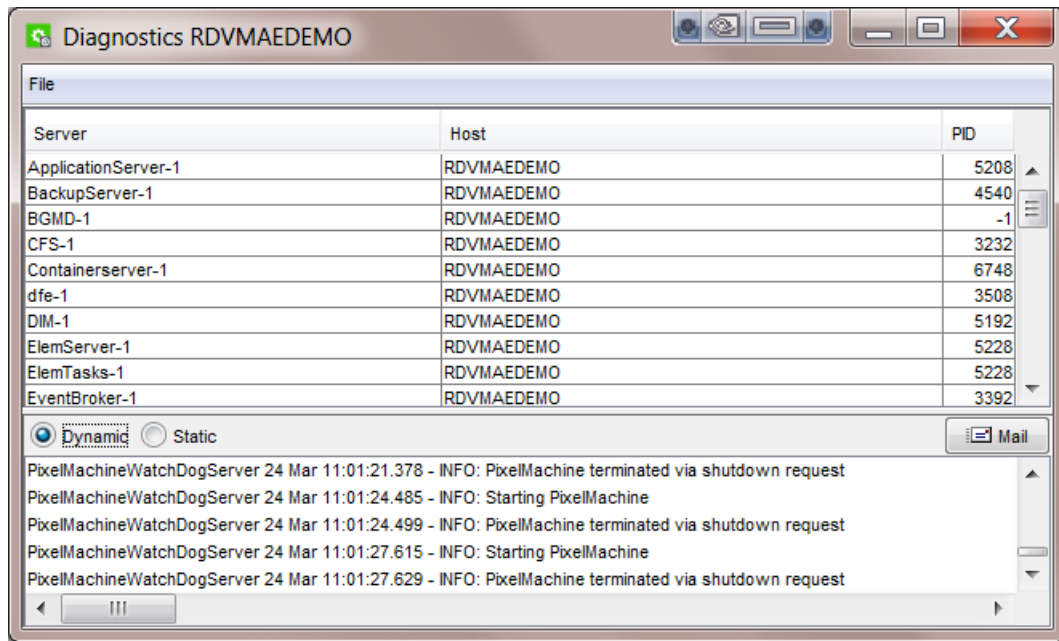 Diagnostics RDVMAEDEMO
File
Server Host PID
ApplicationServer-1 RDVMAEDEMO 5208
BackupServer-1 RDVMAEDEMO 4540
BGMD-1 RDVMAEDEMO -1
CFS-1 RDVMAEDEMO 3232
Containerserver-1 RDVMAEDEMO 6748
dfe-1 RDVMAEDEMO 3508
DIM-1 RDVMAEDEMO 5192
ElemServer-1 RDVMAEDEMO 5228
ElemTasks-1 RDVMAEDEMO 5228
EventBroker-1 RDVMAEDEMO 3392
Dynamic Static Mail
PixelMachineWatchDogServer 24 Mar 11:01:21.378 - INFO: PixelMachine terminated via shutdown request
PixelMachineWatchDogServer 24 Mar 11:01:24.485 - INFO: Starting PixelMachine
PixelMachineWatchDogServer 24 Mar 11:01:24.499 - INFO: PixelMachine terminated via shutdown request
PixelMachineWatchDogServer 24 Mar 11:01:27.615 - INFO: Starting PixelMachine
PixelMachineWatchDogServer 24 Mar 11:01:27.629 - INFO: PixelMachine terminated via shutdown request